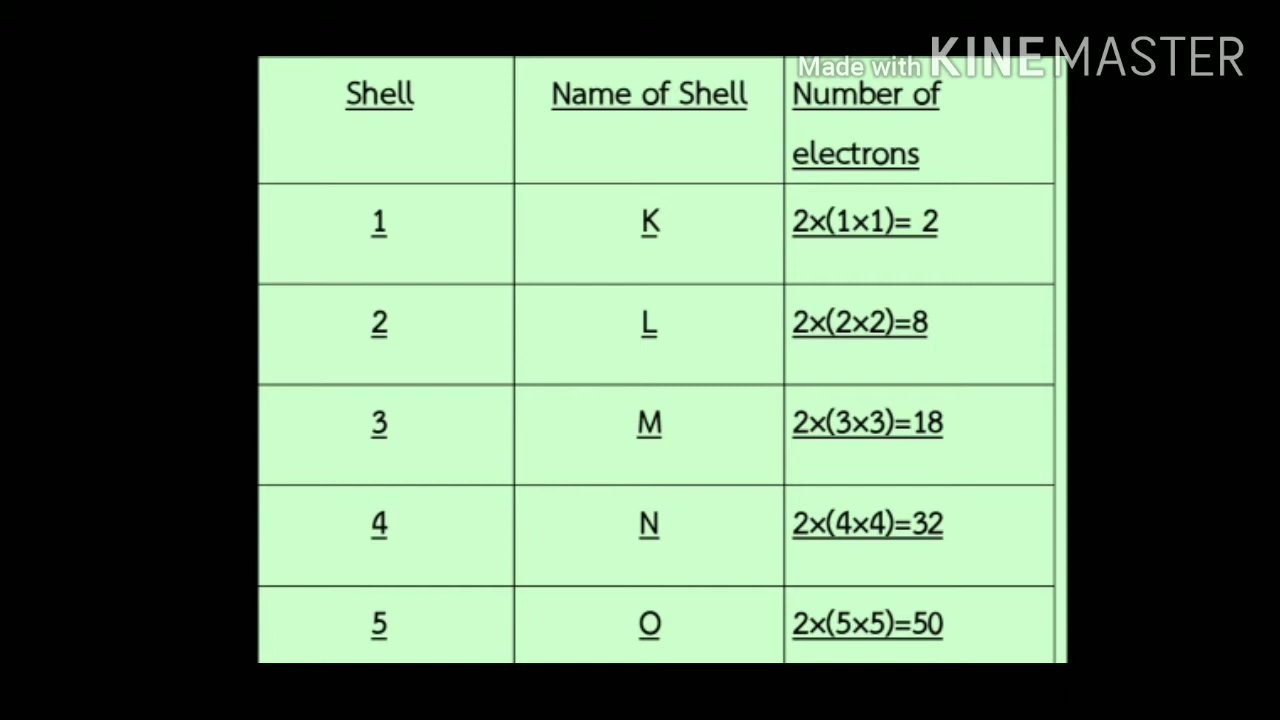 Made with KINEMASTER
Shell Name of Shell Number of
electrons
1 K 2×(1×1)= 2
2 L 2×(2×2)=8
3 M 2×(3×3)=18
4 N 2×(4×4)=32
5 O 2×(5×5)=50